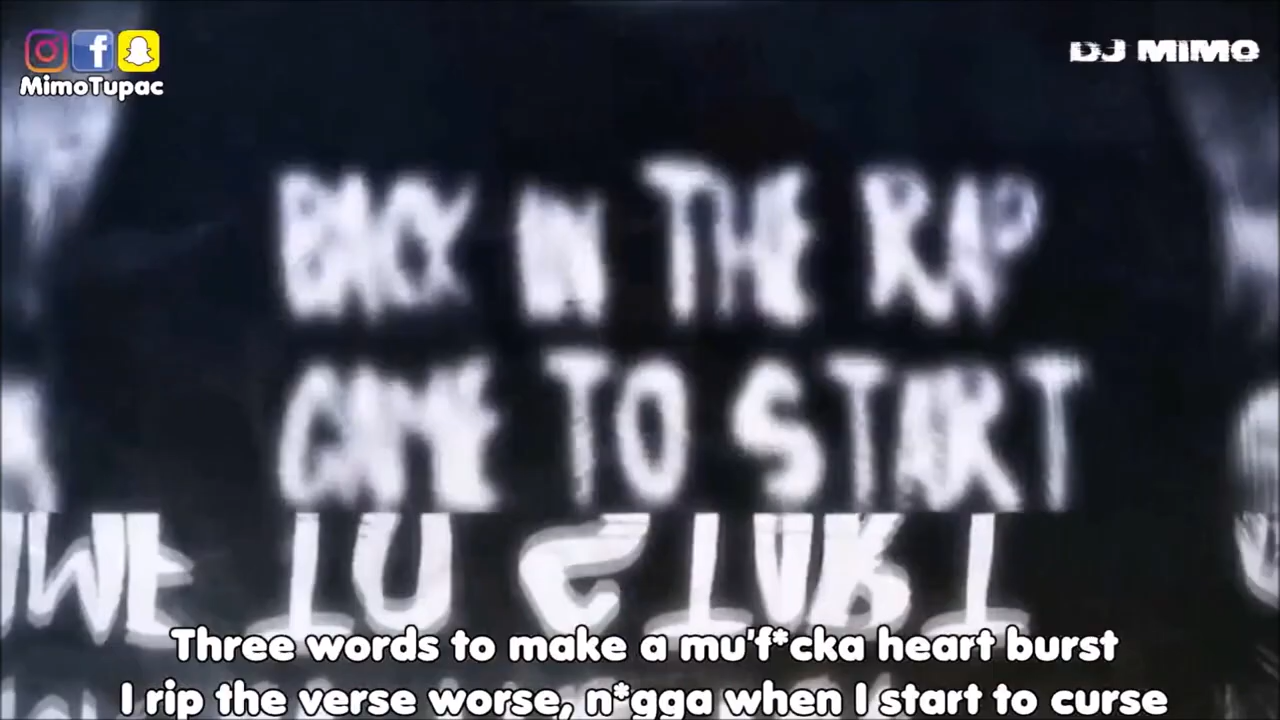 MimoTupac
DJ MIMO
BACK IN THE RAP
GAME TO START
Three words to make a mu'f*cka heart burst
I rip the verse worse, n*gga when I start to curse